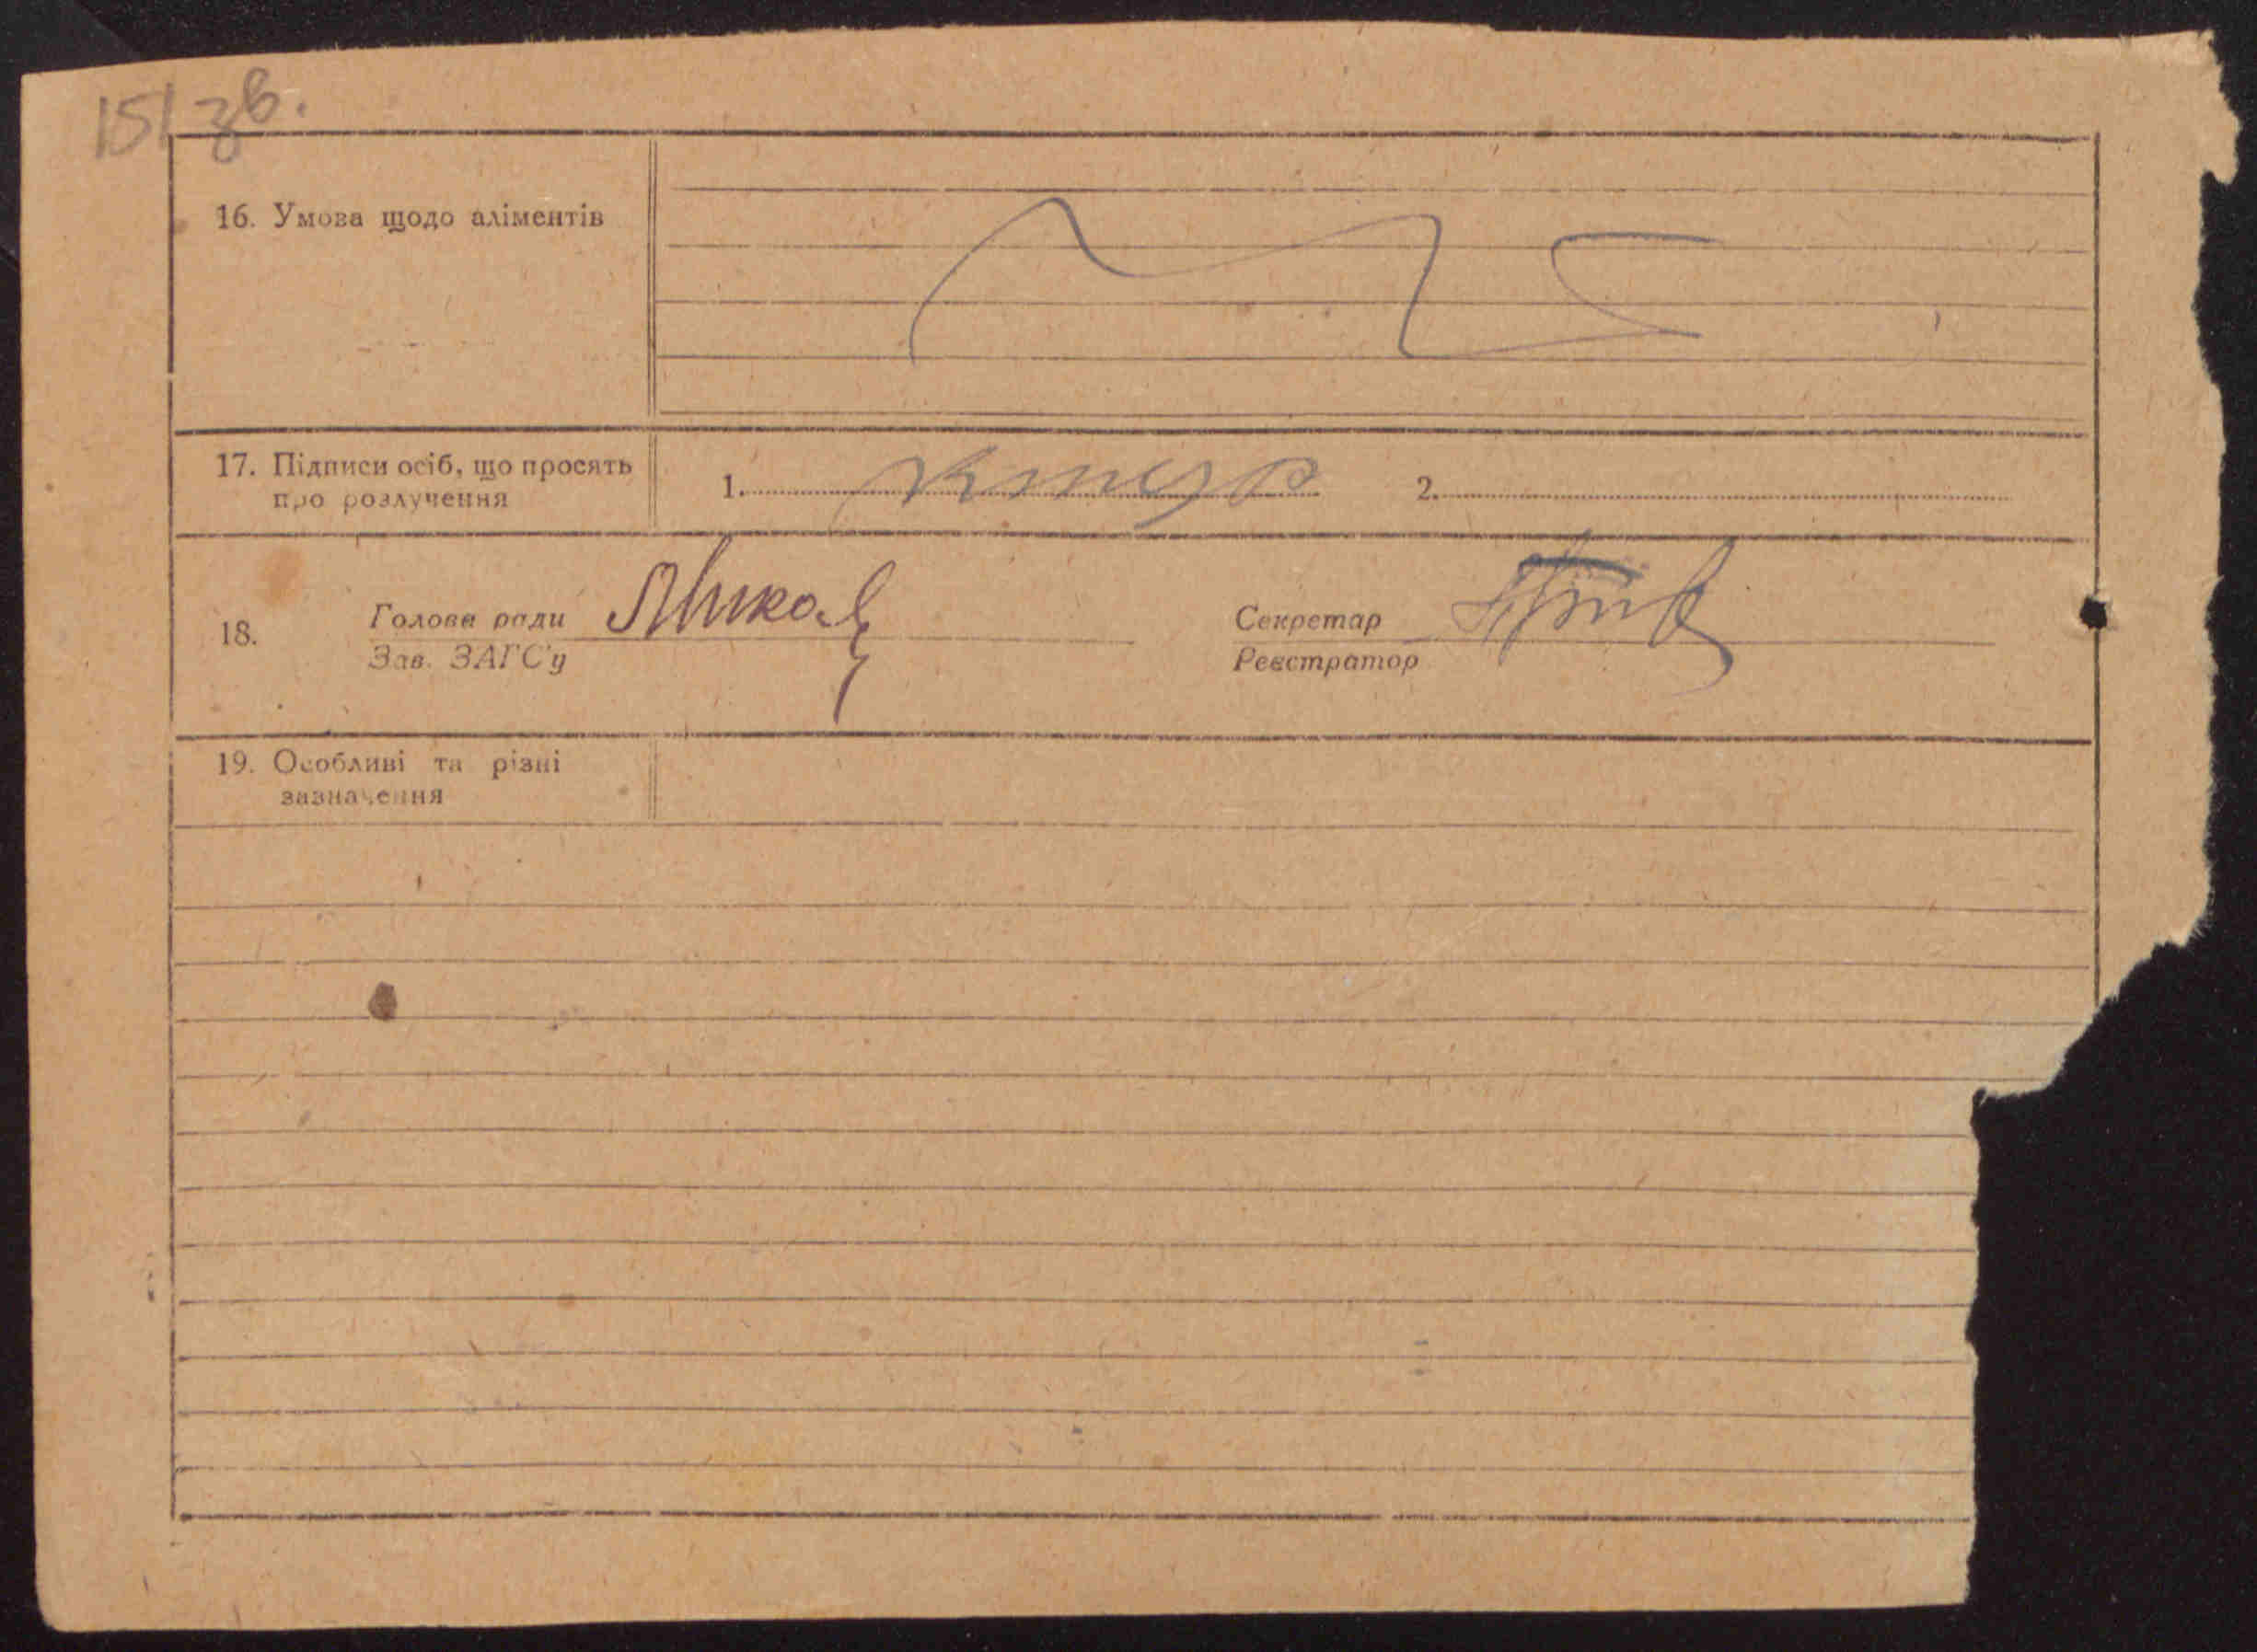 151 зв.
16. Умова щодо аліментів
17. Підписи осіб, що просять
про розлучення
1.
2.
18.
Голова ради
Зав. ЗАГС'у
Секретар
Реєстратор
19. Особливі та різні
зазначення